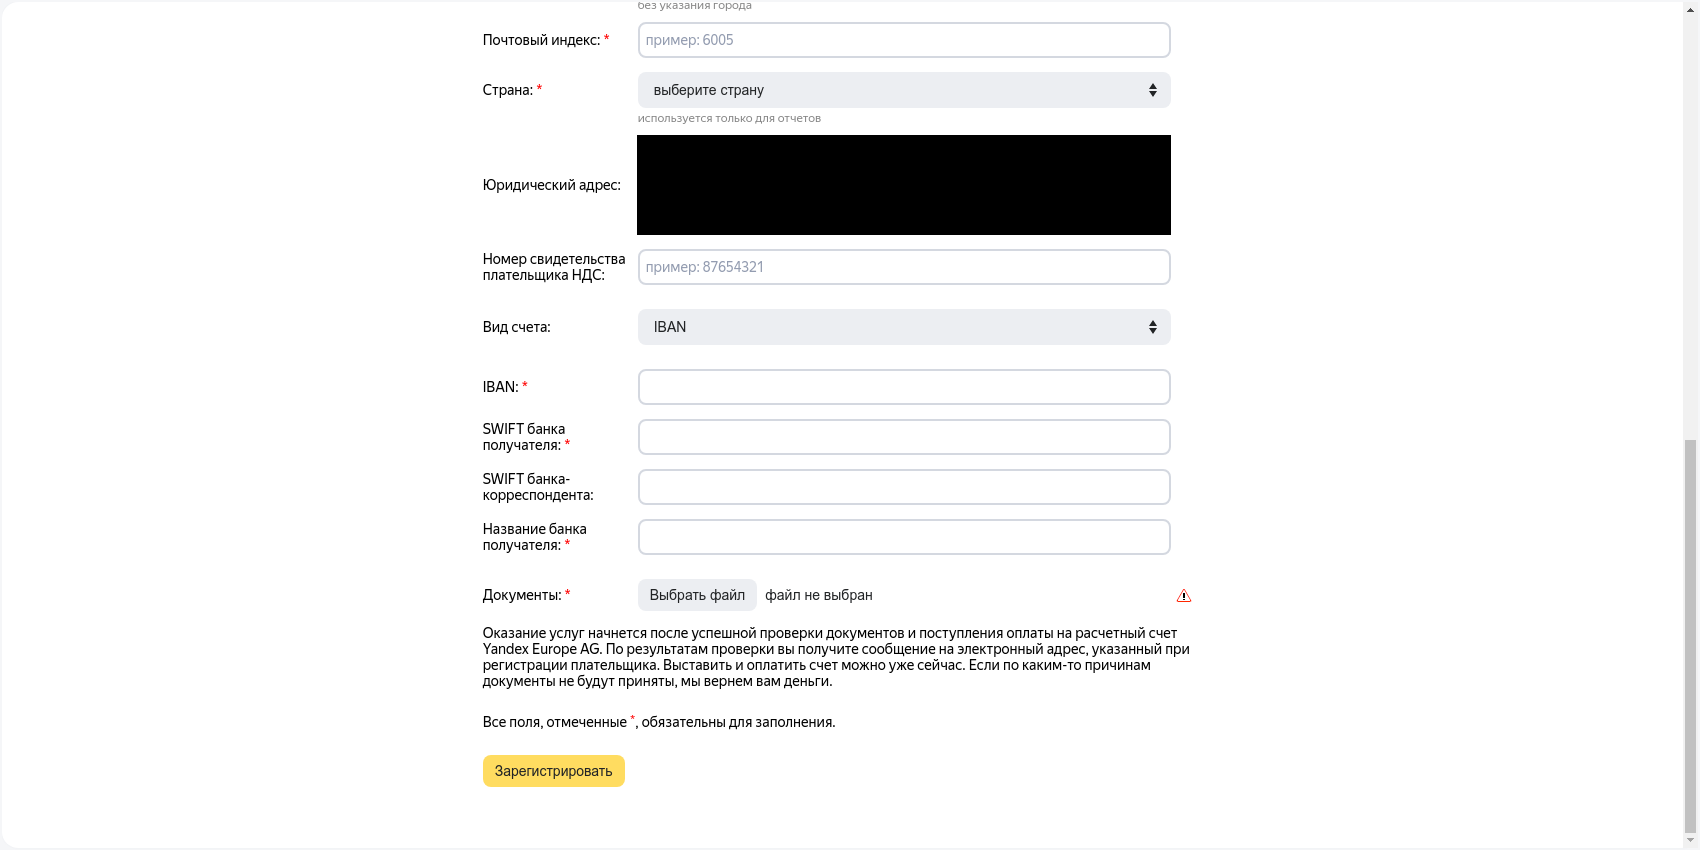 без указания города
Почтовый индекс: *
пример: 6005
Страна: *
выберите страну
используется только для отчетов
Юридический адрес:
Номер свидетельства
плательщика НДС:
пример: 87654321
Вид счета:
IBAN
IBAN: *
SWIFT банка
получателя: *
SWIFT банка-
корреспондента:
Название банка
получателя: *
Документы: *
Выбрать файл
файл не выбран
Оказание услуг начнется после успешной проверки документов и поступления оплаты на расчетный счет
Yandex Europe AG. По результатам проверки вы получите сообщение на электронный адрес, указанный при
регистрации плательщика. Выставить и оплатить счет можно уже сейчас. Если по каким-то причинам
документы не будут приняты, мы вернем вам деньги.
Все поля, отмеченные *, обязательны для заполнения.
Зарегистрировать